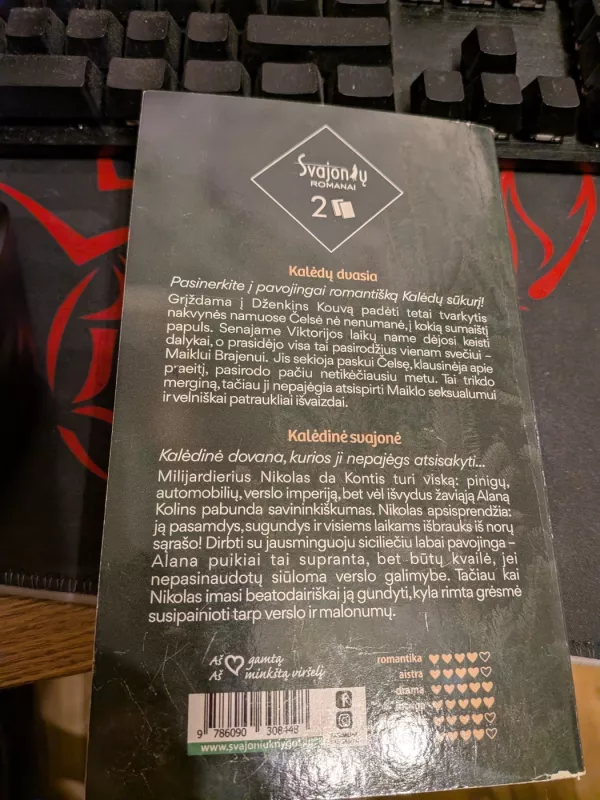 Svajonių
ROMANAI
2
Kalėdų dvasia
Pasinerkite į pavojingai romantišką Kalėdų sūkurį!
Grįždama į Dženkins Kouvą padėti tetai tvarkytis
nakvynės namuose Čelsė nė nenumanė, į kokią sumaištį
papuls. Senajame Viktorijos laikų name dėjosi keisti
dalykai, o prasidėjo visa tai pasirodžius vienam svečiui –
Maiklui Brajenui. Jis sekioja paskui Čelsę, klausinėja apie
praeitį, pasirodo pačiu netikėčiausiu metu. Tai trikdo
merginą, tačiau ji nepajėgia atsispirti Maiklo seksualumui
ir velniškai patraukliai išvaizdai.
Kalėdinė svajonė
Kalėdinė dovana, kurios ji nepajėgs atsisakyti...
Milijardierius Nikolas da Kontis turi viską: pinigų,
automobilių, verslo imperiją, bet vėl išvydus žaviąją Alaną
Kolins pabunda savininkiškumas. Nikolas apsisprendžia:
ją pasamdys, sugundys ir visiems laikams išbrauks iš norų
sąrašo! Dirbti su jausminguoju siciliečiu labai pavojinga –
Alana puikiai tai supranta, bet būtų kvailė, jei
nepasinaudotų siūloma verslo galimybe. Tačiau kai
Nikolas imasi beatodairiškai ją gundyti, kyla rimta grėsmė
susipainioti tarp verslo ir malonumų.
Aš gamtą
Aš minkštą viršelį
romantika
aistra
drama
intriga
9 786090 308448